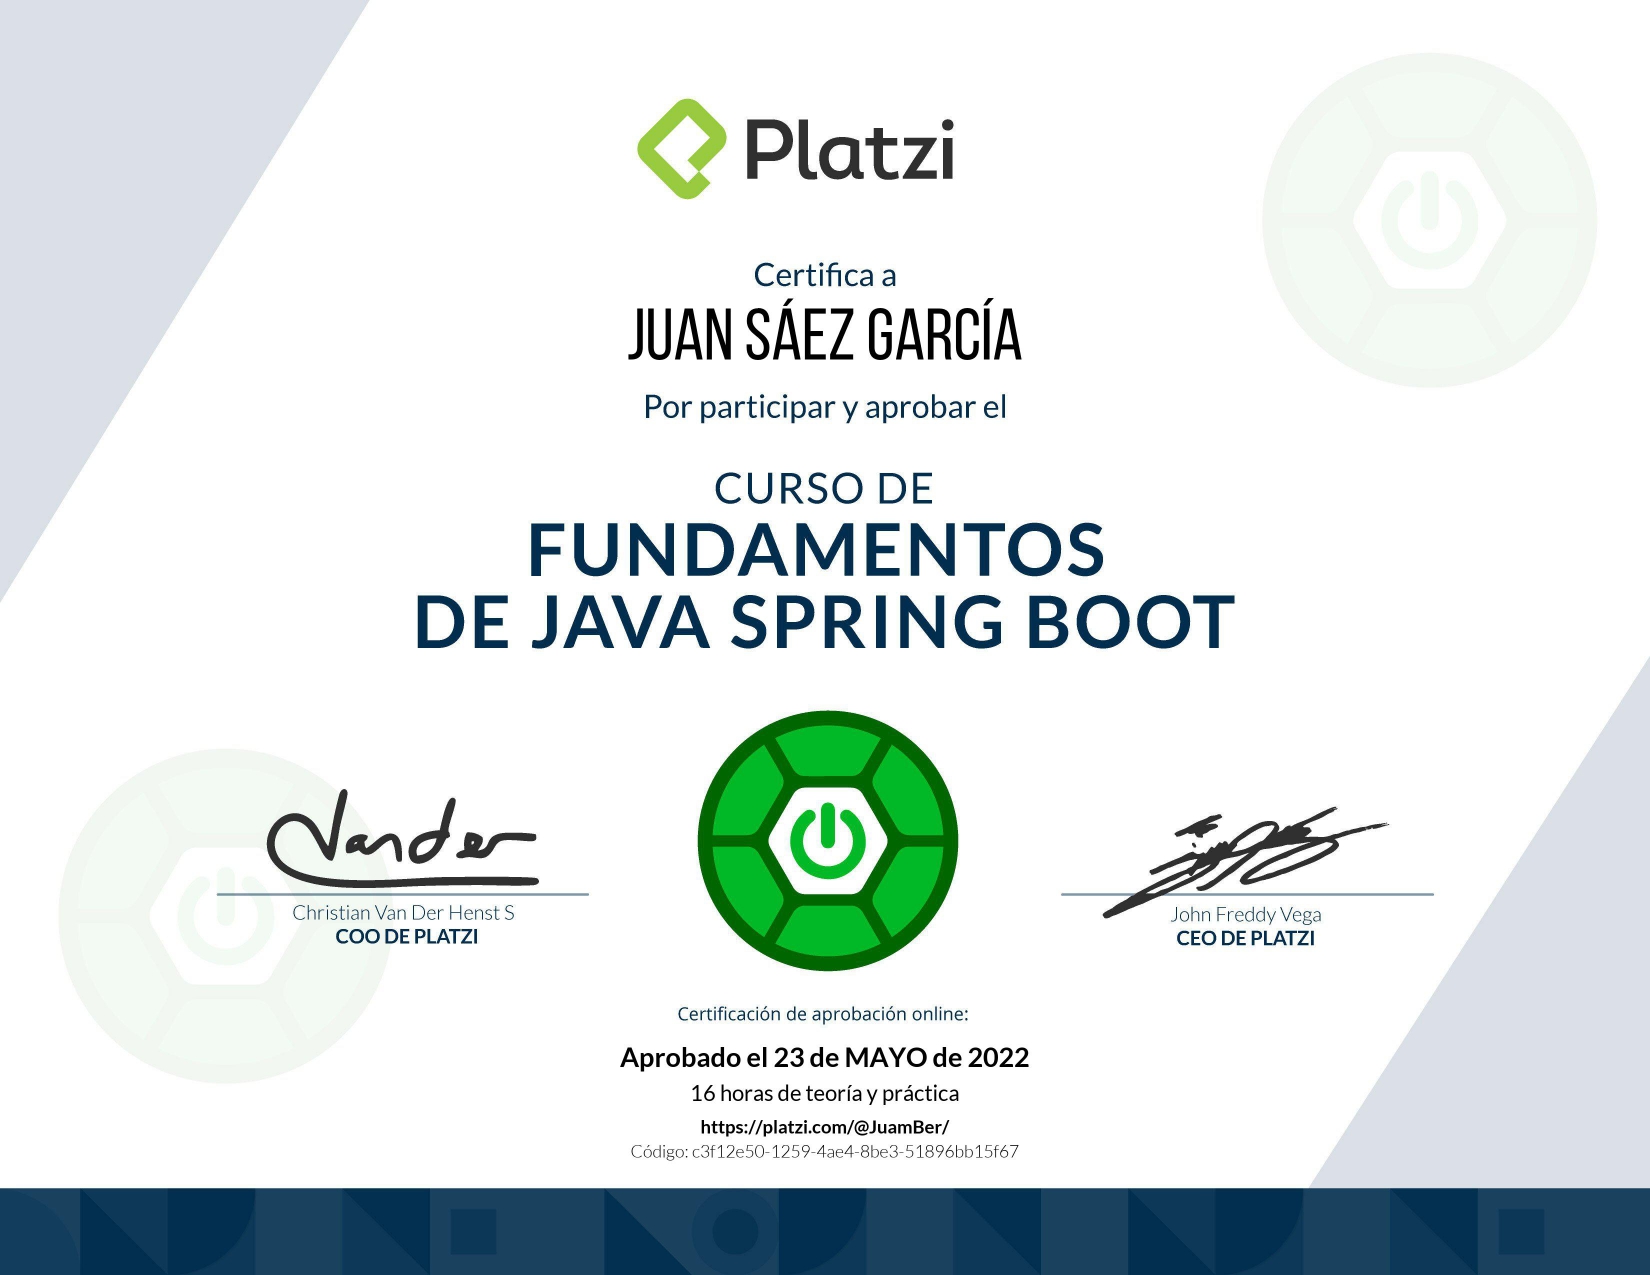 Platzi
Certifica a
JUAN SÁEZ GARCÍA
Por participar y aprobar el
CURSO DE
FUNDAMENTOS
DE JAVA SPRING BOOT
Vander
Christian Van Der Henst S
COO DE PLATZI
John Freddy Vega
CEO DE PLATZI
Certificación de aprobación online:
Aprobado el 23 de MAYO de 2022
16 horas de teoría y práctica
https://platzi.com/@JuamBer/
Código: c3f12e50-1259-4ae4-8be3-51896bb15f67